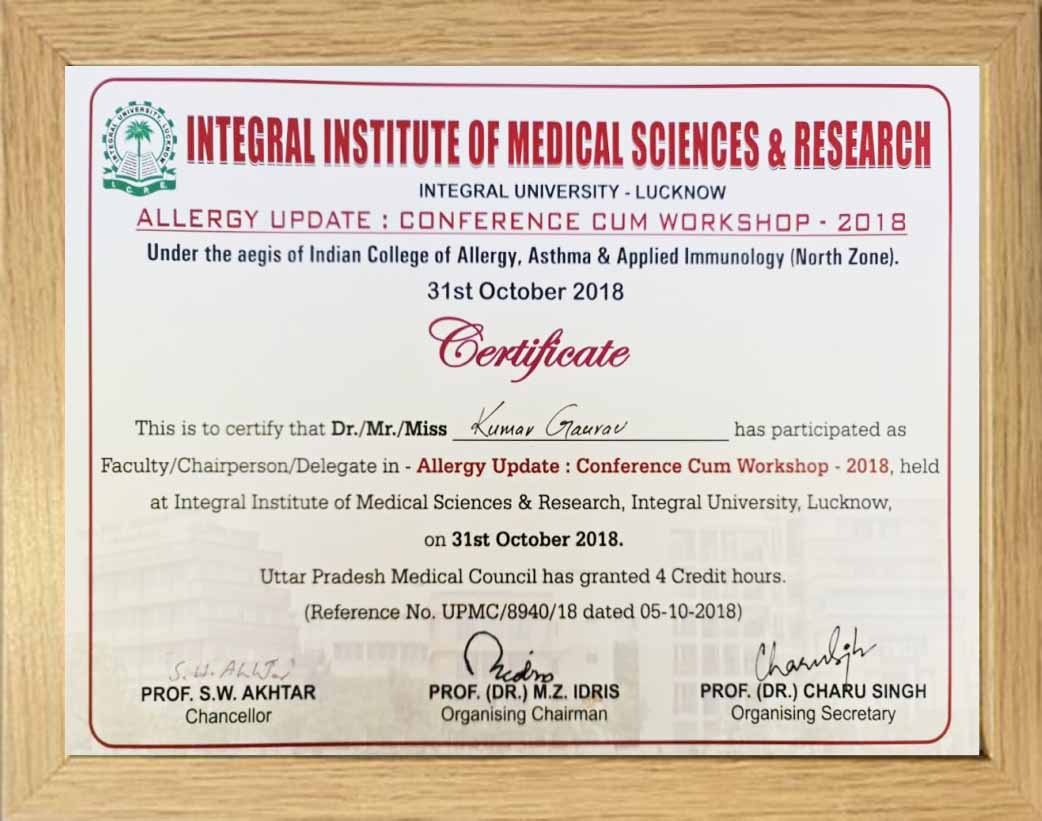 INTEGRAL UNIVERSITY, LUCKNOW
I C R E
INTEGRAL INSTITUTE OF MEDICAL SCIENCES & RESEARCH
INTEGRAL UNIVERSITY - LUCKNOW
ALLERGY UPDATE : CONFERENCE CUM WORKSHOP - 2018
Under the aegis of Indian College of Allergy, Asthma & Applied Immunology (North Zone).
31st October 2018
Certificate
This is to certify that Dr./Mr./Miss Kumar Gaurav has participated as
Faculty/Chairperson/Delegate in - Allergy Update : Conference Cum Workshop - 2018, held
at Integral Institute of Medical Sciences & Research, Integral University, Lucknow,
on 31st October 2018.
Uttar Pradesh Medical Council has granted 4 Credit hours.
(Reference No. UPMC/8940/18 dated 05-10-2018)
S.W. Akhtar
Charu Singh
PROF. S.W. AKHTAR
Chancellor
PROF. (DR.) M.Z. IDRIS
Organising Chairman
PROF. (DR.) CHARU SINGH
Organising Secretary